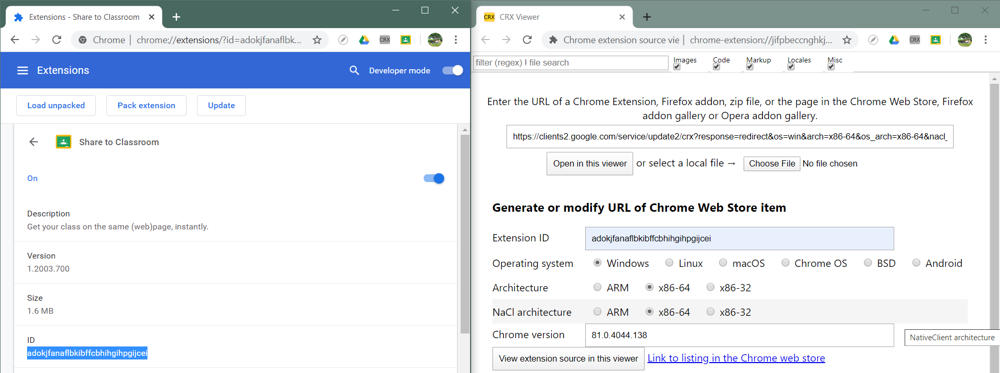 Extensions - Share to Classroom
Chrome
chrome://extensions/?id=adokjfanaflbk...
CRX
Extensions
Developer mode
Load unpacked
Pack extension
Update
Share to Classroom
On
Description
Get your class on the same (web)page, instantly.
Version
1.2003.700
Size
1.6 MB
ID
adokjfanaflbkibffcbhihgihpgijcei
CRX CRX Viewer
Chrome extension source vie
chrome-extension://jifpbeccnghkj...
CRX
filter (regex) ! file search
Images
Code
Markup
Locales
Misc
Enter the URL of a Chrome Extension, Firefox addon, zip file, or the page in the Chrome Web Store, Firefox
addon gallery or Opera addon gallery.
https://clients2.google.com/service/update2/crx?response=redirect&os=win&arch=x86-64&os_arch=x86-64&nacl_
Open in this viewer or select a local file → Choose File No file chosen
Generate or modify URL of Chrome Web Store item
Extension ID adokjfanaflbkibffcbhihgihpgijcei
Operating system Windows Linux macOS Chrome OS BSD Android
Architecture ARM x86-64 x86-32
NaCl architecture ARM x86-64 x86-32
Chrome version 81.0.4044.138
NativeClient architecture
View extension source in this viewer Link to listing in the Chrome web store